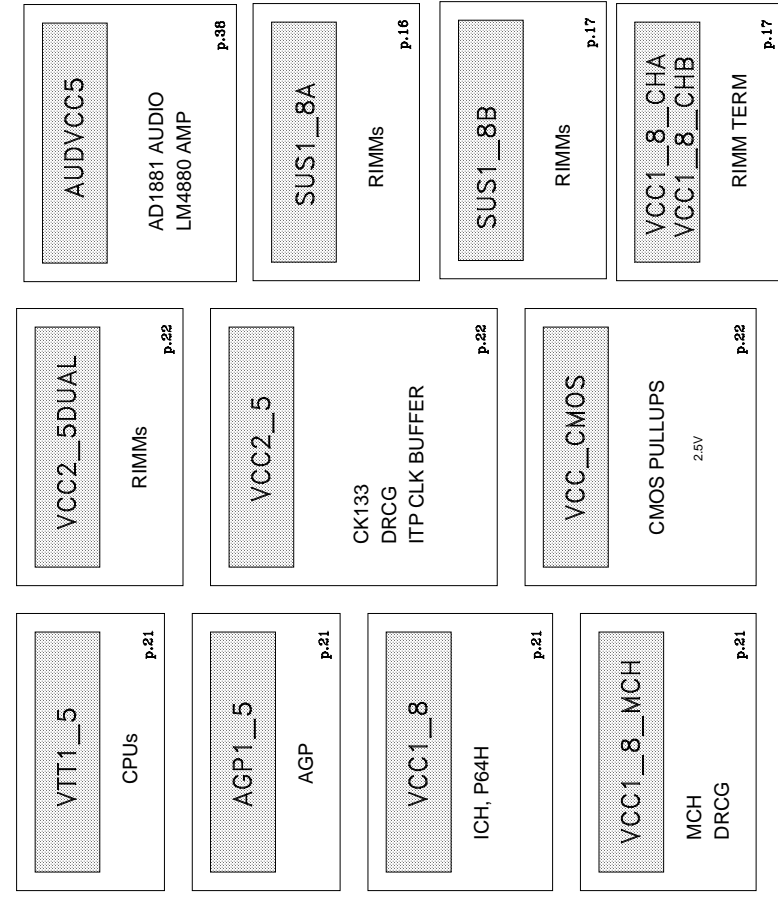 AUDVCC5
AD1881 AUDIO
LM4880 AMP
p.38
SUS1_8A
RIMMs
p.16
SUS1_8B
RIMMs
p.17
VCC1_8_CHA
VCC1_8_CHB
RIMM TERM
p.17
VCC2_5DUAL
RIMMs
p.22
VCC2_5
CK133
DRCG
ITP CLK BUFFER
p.22
VCC_CMOS
CMOS PULLUPS
2.5V
p.22
VTT1_5
CPUs
p.21
AGP1_5
AGP
p.21
VCC1_8
ICH, P64H
p.21
VCC1_8_MCH
MCH
DRCG
p.21